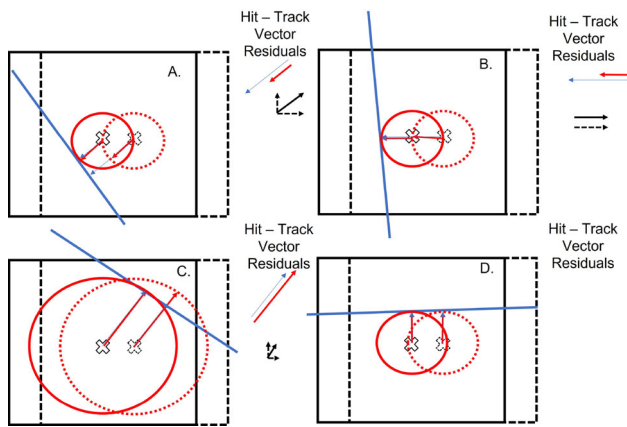 Hit – Track
Vector
Residuals
A.
Hit – Track
Vector
Residuals
B.
Hit – Track
Vector
Residuals
C.
Hit – Track
Vector
Residuals
D.